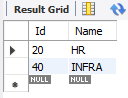 Result Grid
Id Name
20 HR
40 INFRA
NULL NULL